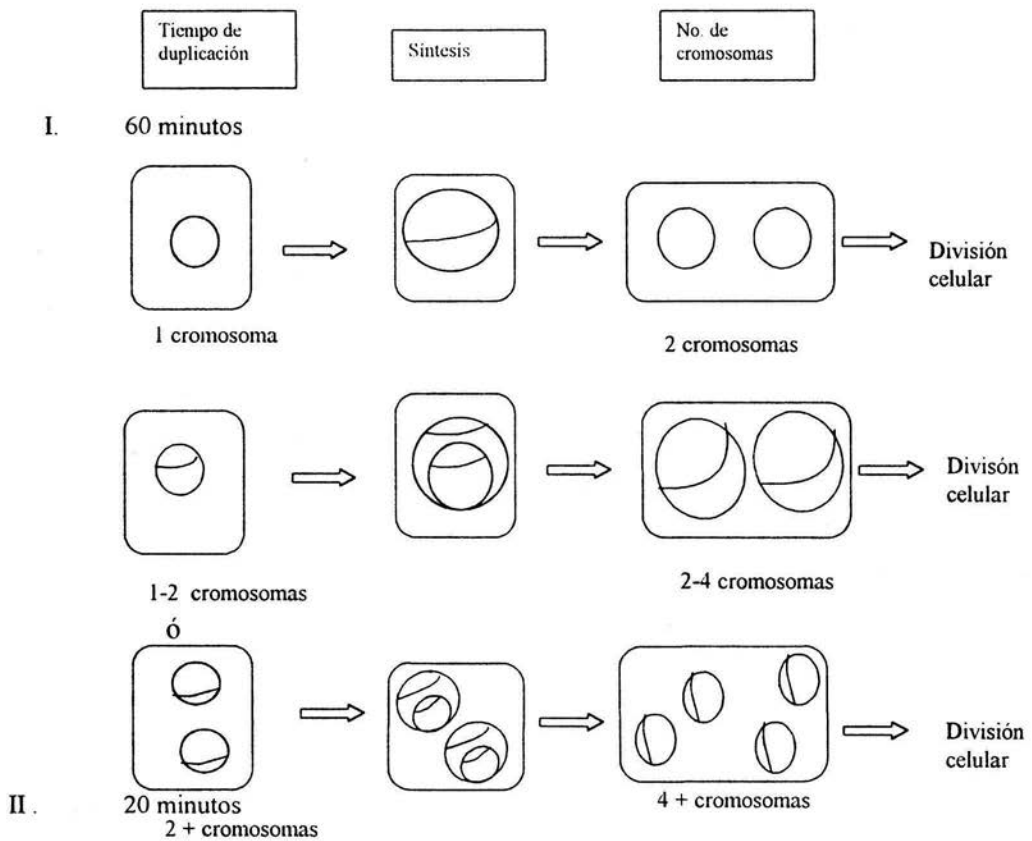 Tiempo de
duplicación
Síntesis
No. de
cromosomas
I. 60 minutos
División
celular
1 cromosoma
2 cromosomas
Divisón
celular
1-2 cromosomas
2-4 cromosomas
ó
División
celular
4 + cromosomas
II . 20 minutos
2 + cromosomas